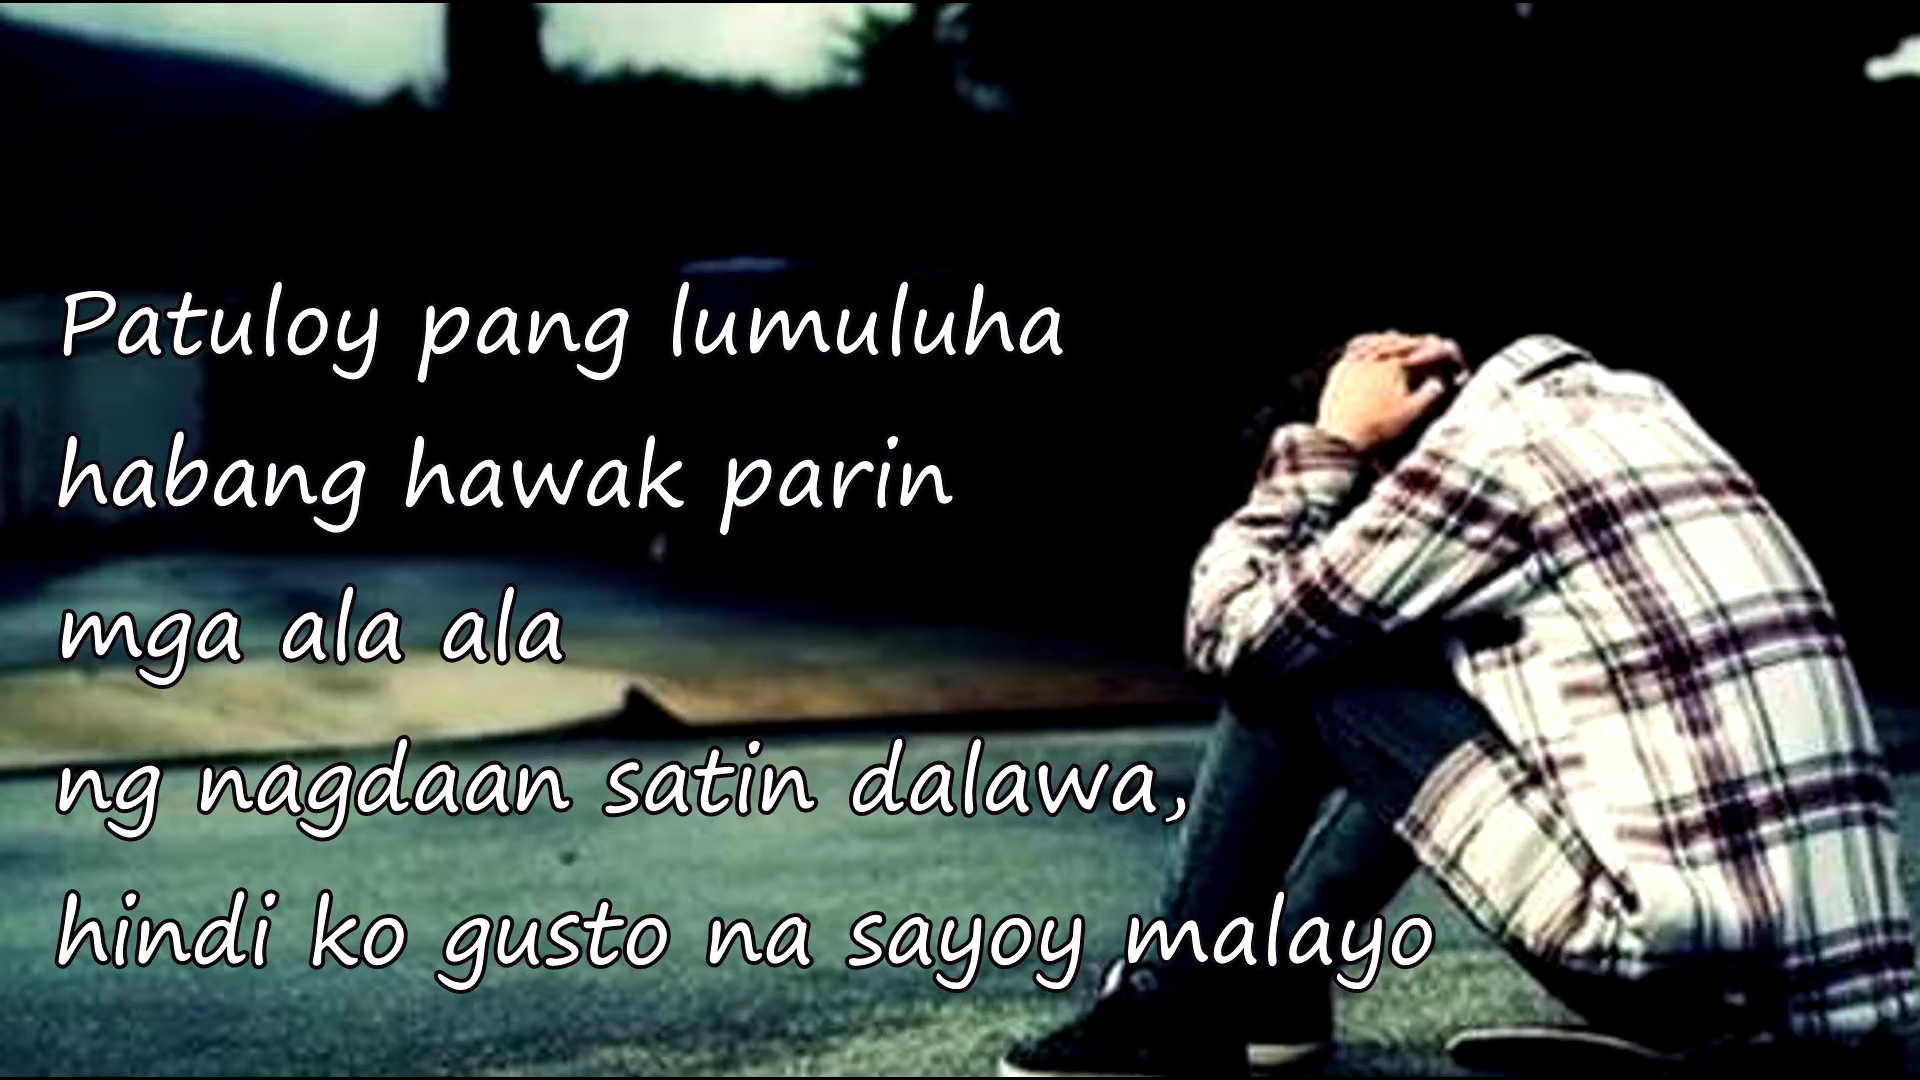 Patuloy pang lumuluha
habang hawak parin
mga ala ala
ng nagdaan satin dalawa,
hindi ko gusto na sayoy malayo